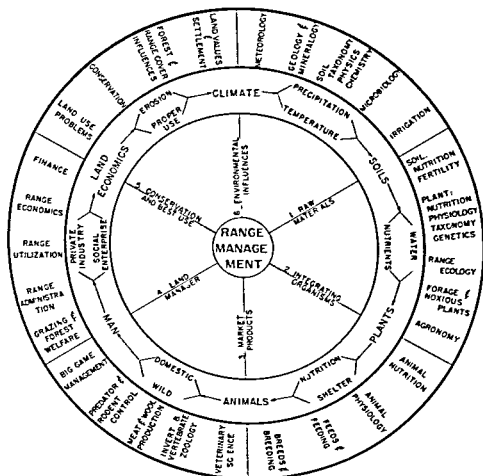 METEOROLOGY
GEOLOGY &
MINERALOGY
SOIL
TAXONOMY
PHYSICS
CHEMISTRY
MICROBIOLOGY
IRRIGATION
SOIL
NUTRITION
FERTILITY
PLANT:
NUTRITION
PHYSIOLOGY
TAXONOMY
GENETICS
RANGE
ECOLOGY
FORAGE &
NOXIOUS
PLANTS
AGRONOMY
ANIMAL
NUTRITION
ANIMAL
PHYSIOLOGY
FEEDS &
FEEDING
BREEDS &
BREEDING
VETERINARY
SCIENCE
INVERT &
VERTEBRATE
ZOOLOGY
MEAT & WOOL
PRODUCTION
PREDATOR &
RODENT
CONTROL
BIG GAME
MANAGEMENT
GRAZING &
FOREST
WELFARE
RANGE
ADMINISTRA
TION
RANGE
UTILIZATION
RANGE
ECONOMICS
FINANCE
LAND USE
PROBLEMS
CONSERVATION
FOREST &
RANGE COVER
INFLUENCES
LAND VALUES
&
SETTLEMENT
CLIMATE
PRECIPITATION
TEMPERATURE
SOILS
WATER
NUTRIENTS
PLANTS
NUTRITION
SHELTER
ANIMALS
DOMESTIC
WILD
MAN
PRIVATE
INDUSTRY
SOCIAL
ENTERPRISE
LAND
ECONOMICS
EROSION
PROPER
USE
1. RAW
MATERIALS
2. INTEGRATING
ORGANISMS
3. MARKET
PRODUCTS
4. LAND
MANAGER
5. CONSERVATION
AND BEST USE
6. ENVIRONMENTAL
INFLUENCES
RANGE
MANAGE
MENT